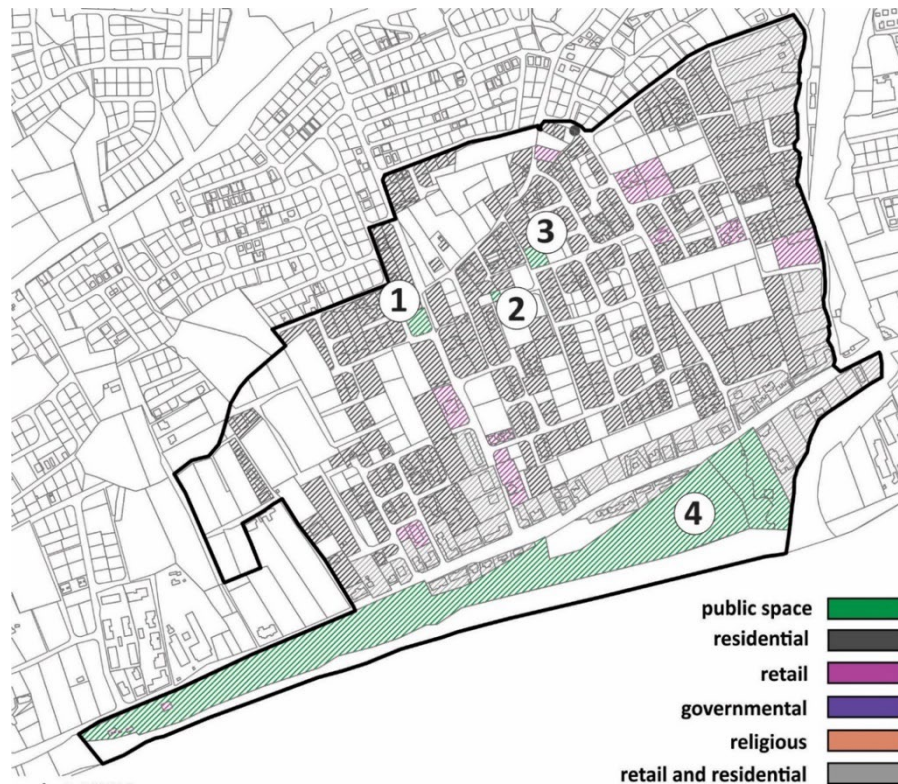 3
1
2
4
public space
residential
retail
governmental
religious
retail and residential